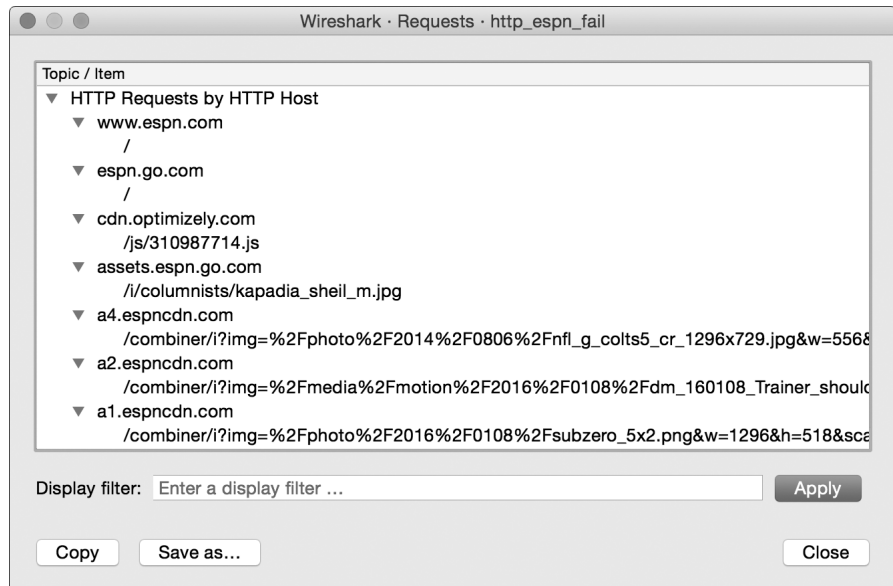 Wireshark · Requests · http_espn_fail
Topic / Item
HTTP Requests by HTTP Host
www.espn.com
/
espn.go.com
/
cdn.optimizely.com
/js/310987714.js
assets.espn.go.com
/i/columnists/kapadia_sheil_m.jpg
a4.espncdn.com
/combiner/i?img=%2Fphoto%2F2014%2F0806%2Fnfl_g_colts5_cr_1296x729.jpg&w=556&
a2.espncdn.com
/combiner/i?img=%2Fmedia%2Fmotion%2F2016%2F0108%2Fdm_160108_Trainer_should
a1.espncdn.com
/combiner/i?img=%2Fphoto%2F2016%2F0108%2Fsubzero_5x2.png&w=1296&h=518&sca
Display filter: Enter a display filter … Apply
Copy Save as… Close